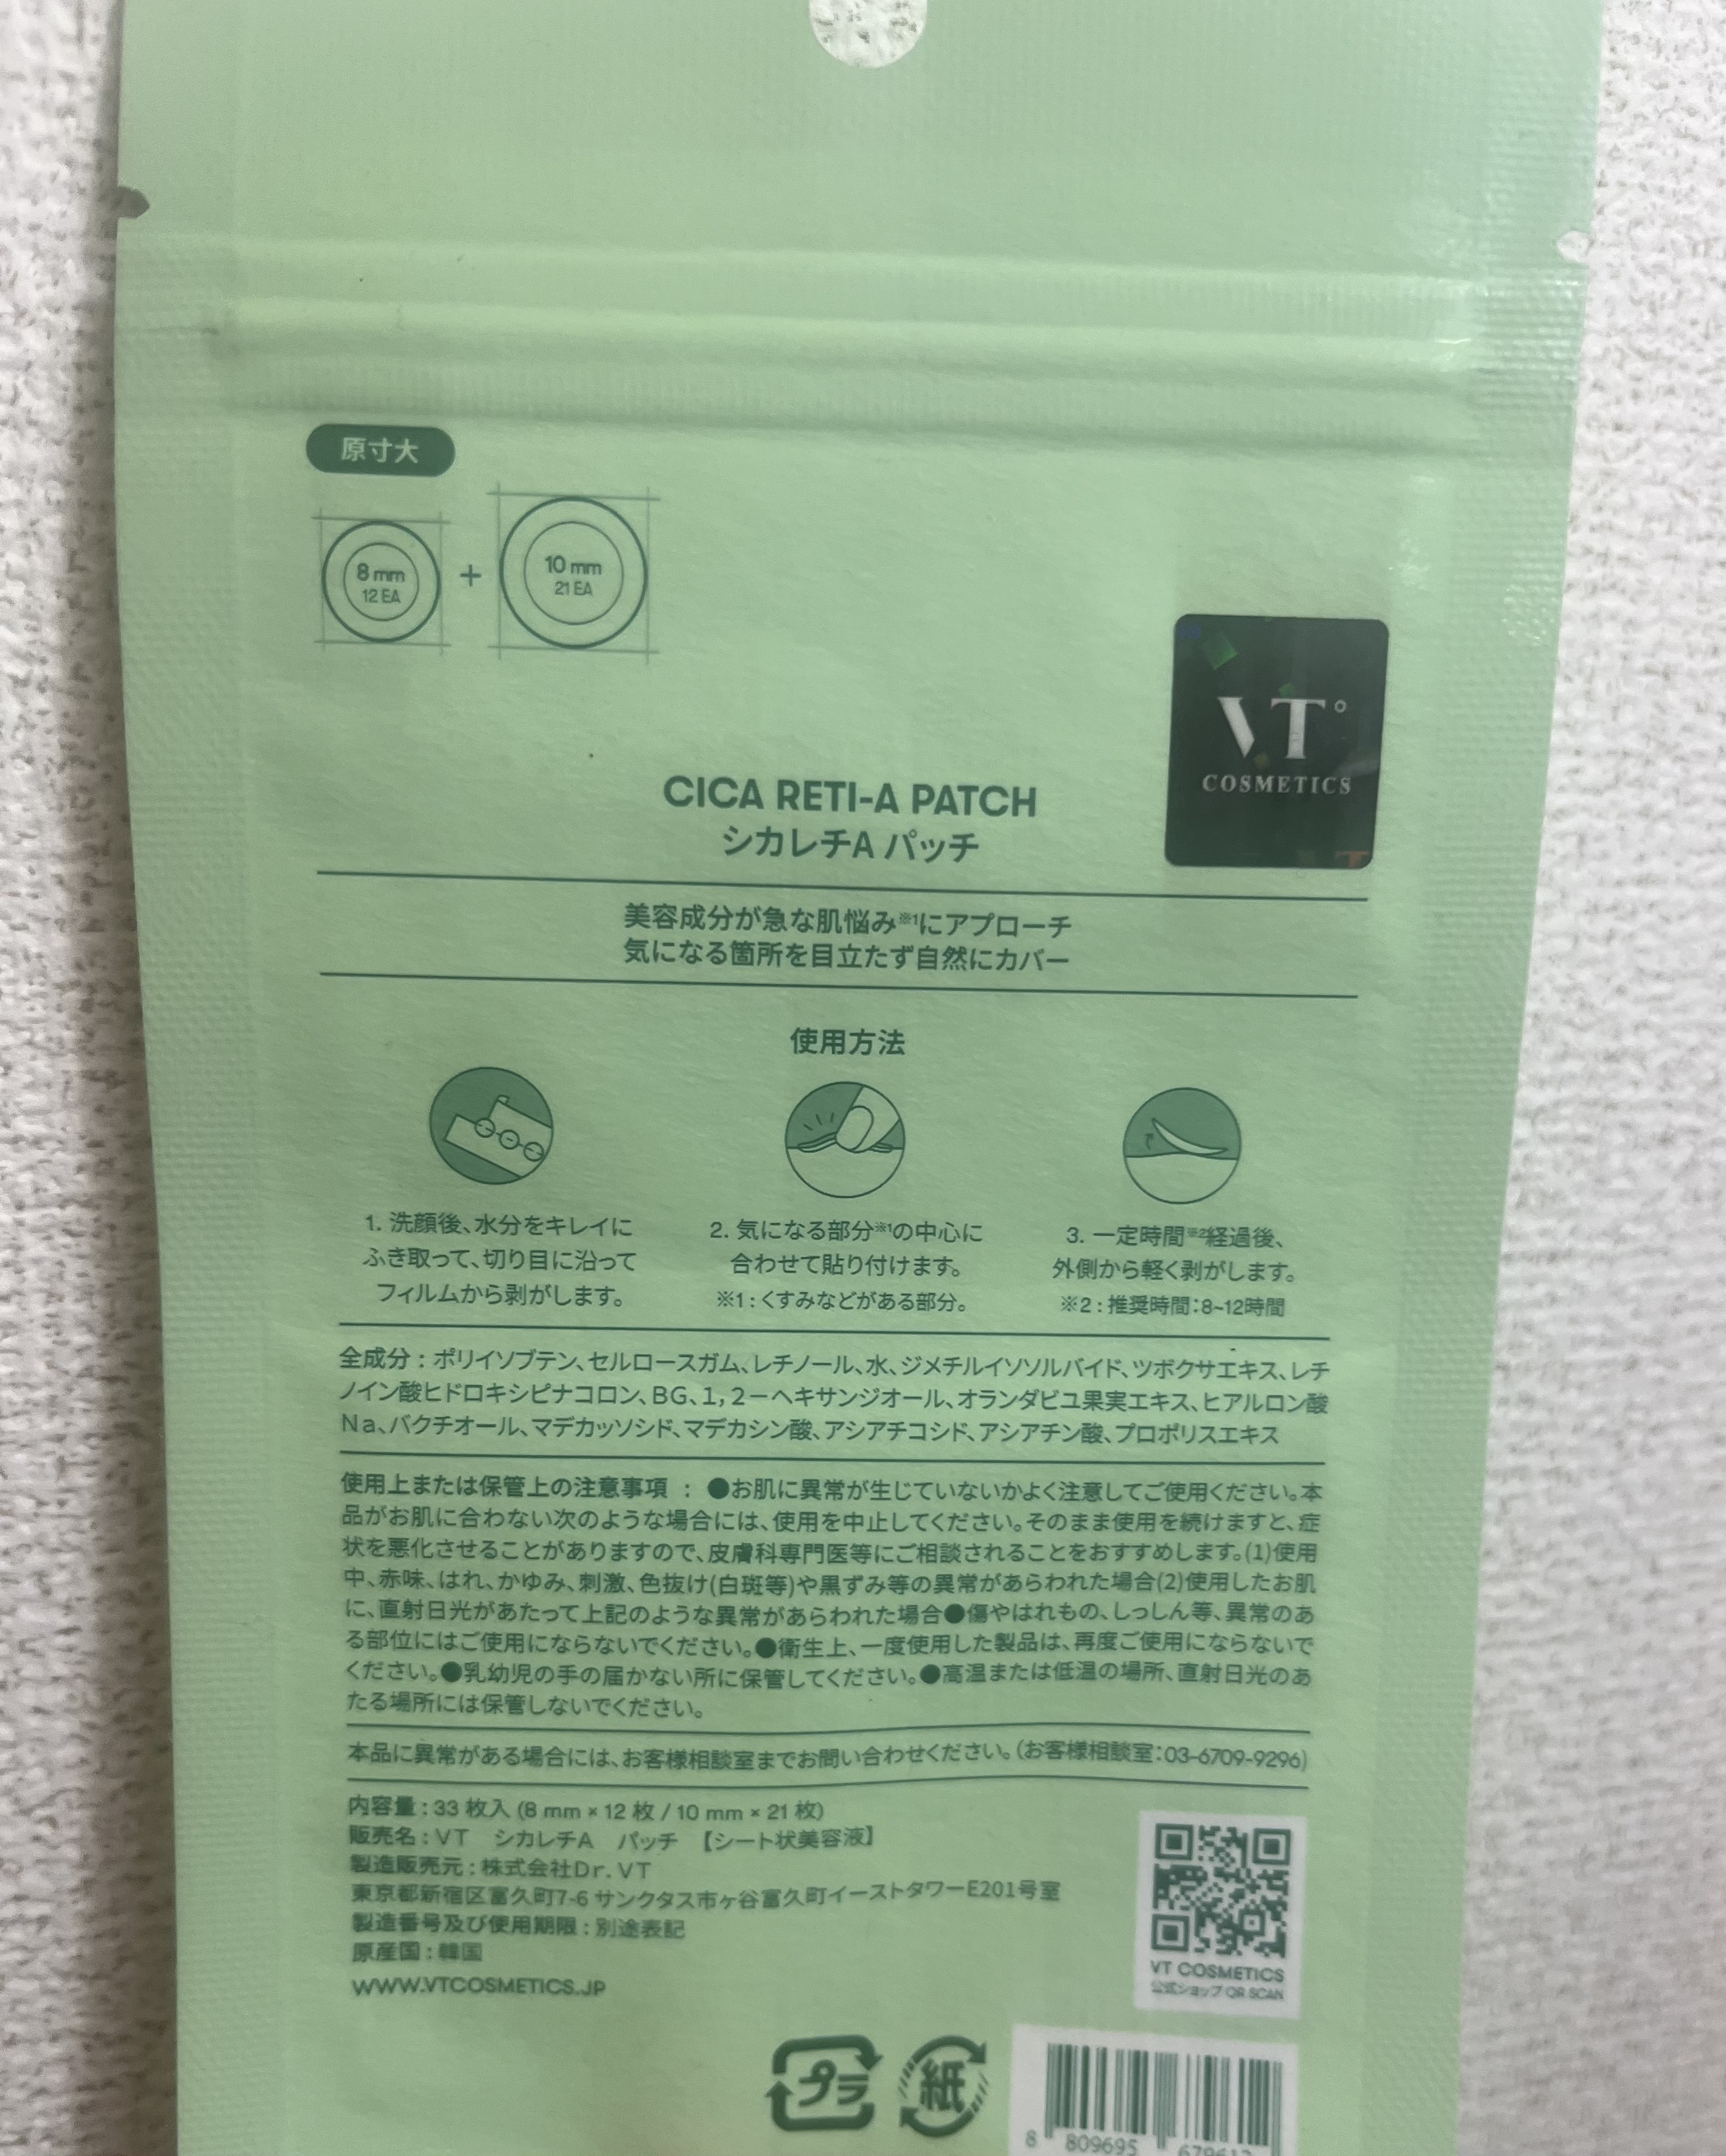 原寸大
8 mm
12 EA
+
10 mm
21 EA
VT°
COSMETICS
CICA RETI-A PATCH
シカレチA パッチ
美容成分が急な肌悩み※1にアプローチ
気になる箇所を目立たず自然にカバー
使用方法
1. 洗顔後、水分をキレイに
ふき取って、切り目に沿って
フィルムから剥がします。
2. 気になる部分※1の中心に
合わせて貼り付けます。
※1 : くすみなどがある部分。
3. 一定時間※2経過後、
外側から軽く剥がします。
※2 : 推奨時間:8~12時間
全成分 : ポリイソブテン、セルロースガム、レチノール、水、ジメチルイソソルバイド、ツボクサエキス、レチ
ノイン酸ヒドロキシピナコロン、BG、1,2－ヘキサンジオール、オランダビユ果実エキス、ヒアルロン酸
Na、バクチオール、マデカッソシド、マデカシン酸、アシアチコシド、アシアチン酸、プロポリスエキス
使用上または保管上の注意事項 : ●お肌に異常が生じていないかよく注意してご使用ください。本
品がお肌に合わない次のような場合には、使用を中止してください。そのまま使用を続けますと、症
状を悪化させることがありますので、皮膚科専門医等にご相談されることをおすすめします。(1)使用
中、赤味、はれ、かゆみ、刺激、色抜け(白斑等)や黒ずみ等の異常があらわれた場合(2)使用したお肌
に、直射日光があたって上記のような異常があらわれた場合●傷やはれもの、しっしん等、異常のあ
る部位にはご使用にならないでください。●衛生上、一度使用した製品は、再度ご使用にならないで
ください。●乳幼児の手の届かない所に保管してください。●高温または低温の場所、直射日光のあ
たる場所には保管しないでください。
本品に異常がある場合には、お客様相談室までお問い合わせください。(お客様相談室:03-6709-9296)
内容量 : 33 枚入 (8 mm × 12 枚 / 10 mm × 21 枚)
販売名 : VT シカレチA パッチ 【シート状美容液】
製造販売元 : 株式会社Dr.VT
東京都新宿区富久町7-6 サンクタス市ヶ谷富久町イーストタワーE201号室
製造番号及び使用期限 : 別途表記
原産国 : 韓国
WWW.VTCOSMETICS.JP
VT COSMETICS
公式ショップ QR SCAN
プラ
紙
8 809695